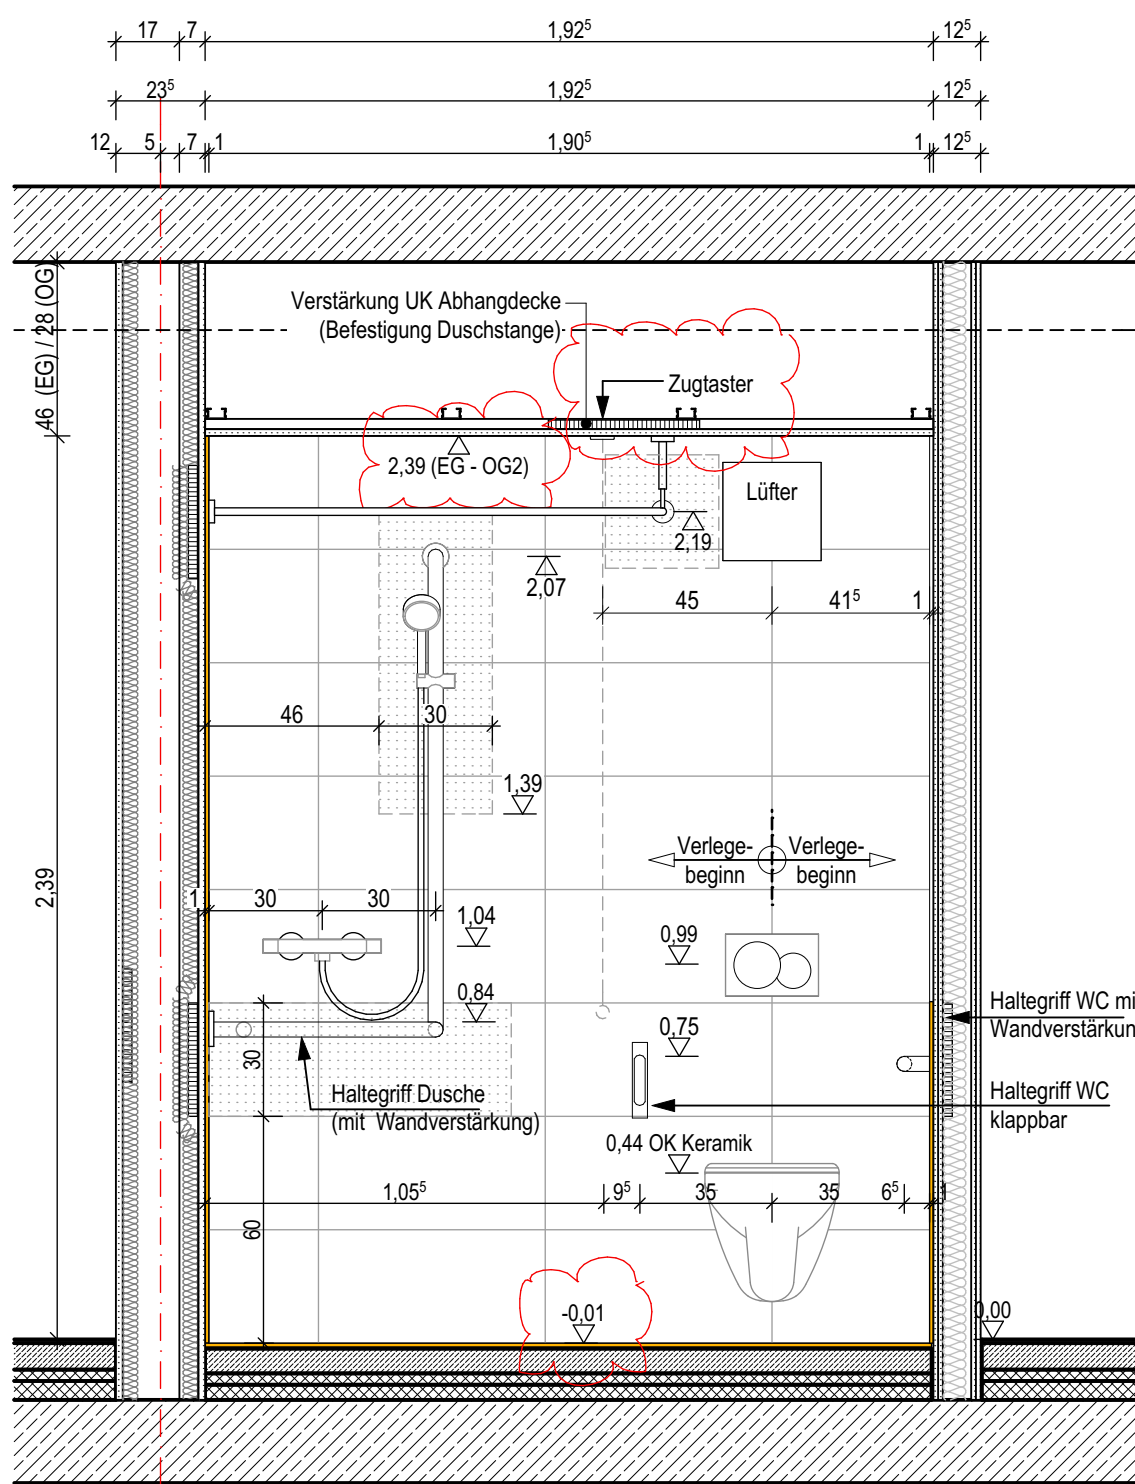 17 7 1,92⁵ 12⁵
23⁵ 1,92⁵ 12⁵
12 5 7 1 1,90⁵ 1 12⁵
46 (EG) / 28 (OG)
Verstärkung UK Abhangdecke
(Befestigung Duschstange)
Zugtaster
2,39 (EG - OG2)
Lüfter
2,19
2,07
45 41⁵ 1
46 30
1,39
Verlege-
beginn
Verlege-
beginn
2,39
1 30 30
1,04
0,99
0,84
Haltegriff WC
Haltegriff Dusche
(mit Wandverstärkung)
30
0,75
Haltegriff WC
klappbar
0,44 OK Keramik
1,05⁵ 9⁵ 35 35 6⁵ 1
60
-0,01
0,00